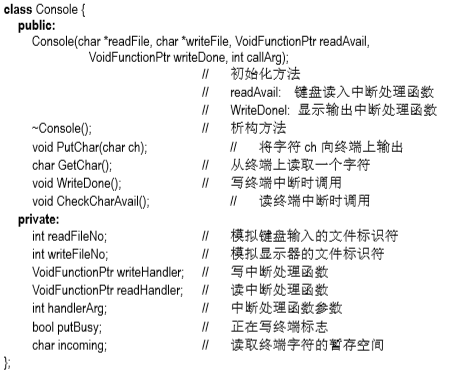 class Console {
public:
Console(char *readFile, char *writeFile, VoidFunctionPtr readAvail,
VoidFunctionPtr writeDone, int callArg);
// 初始化方法
// readAvail: 键盘读入中断处理函数
// WriteDonel: 显示输出中断处理函数
~Console(); // 析构方法
void PutChar(char ch); // 将字符 ch 向终端上输出
char GetChar(); // 从终端上读取一个字符
void WriteDone(); // 写终端中断时调用
void CheckCharAvail(); // 读终端中断时调用
private:
int readFileNo; // 模拟键盘输入的文件标识符
int writeFileNo; // 模拟显示器的文件标识符
VoidFunctionPtr writeHandler; // 写中断处理函数
VoidFunctionPtr readHandler; // 读中断处理函数
int handlerArg; // 中断处理函数参数
bool putBusy; // 正在写终端标志
char incoming; // 读取终端字符的暂存空间
};